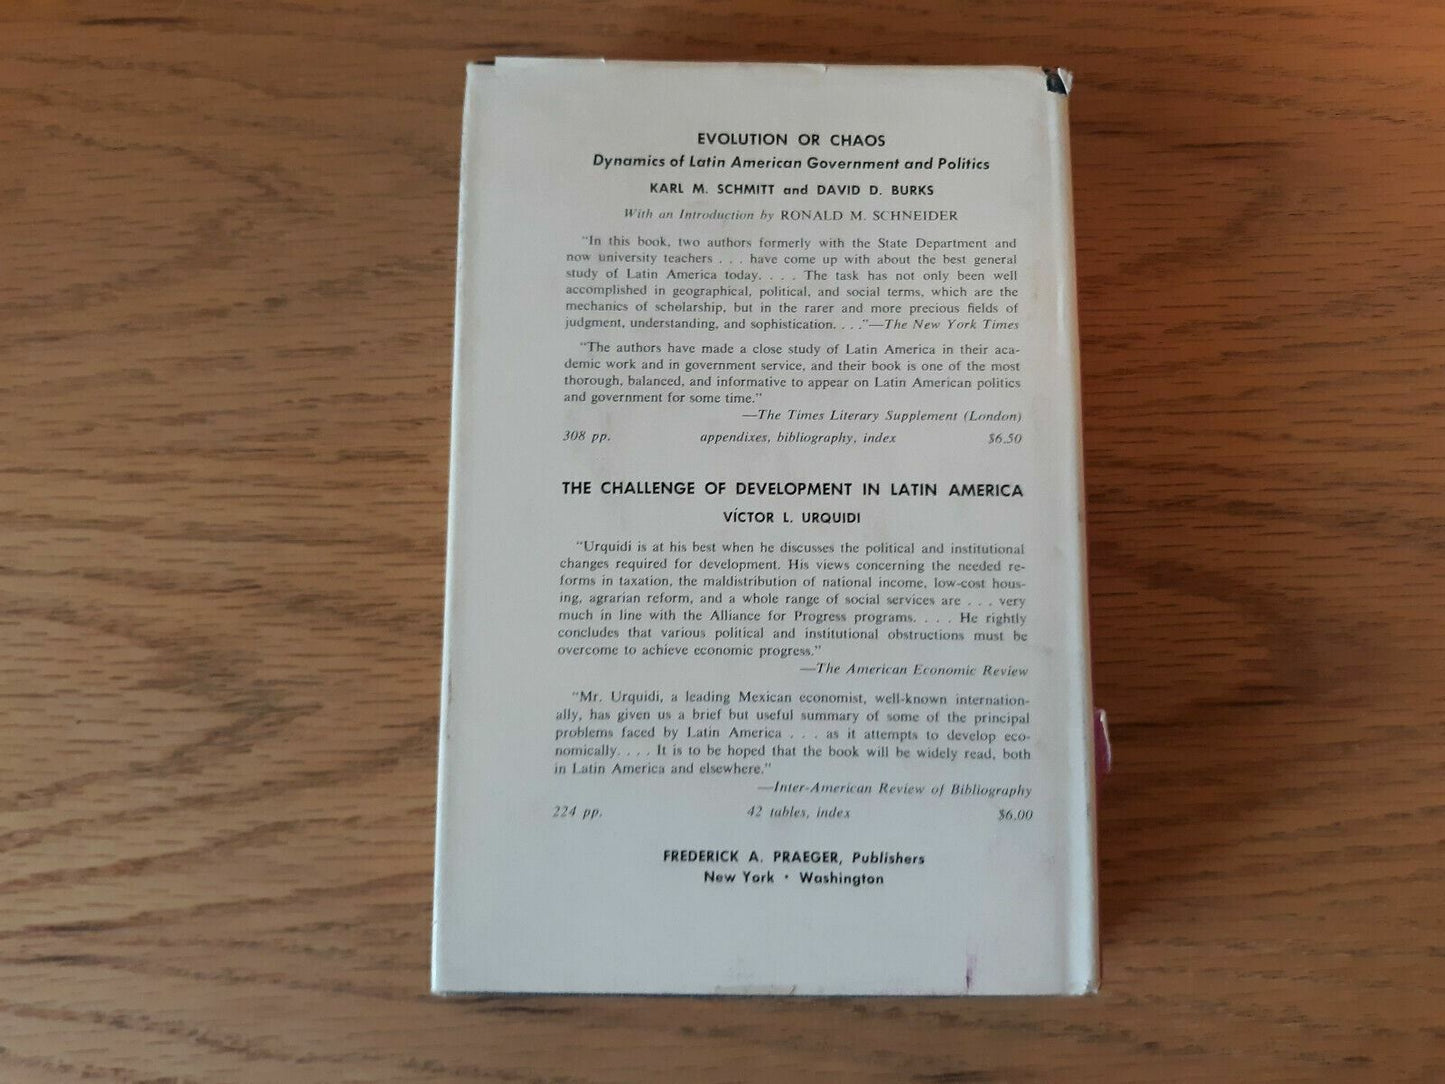 EVOLUTION OR CHAOS
Dynamics of Latin American Government and Politics
KARL M. SCHMITT and DAVID D. BURKS
With an Introduction by RONALD M. SCHNEIDER
"In this book, two authors formerly with the State Department and
now university teachers . . . have come up with about the best general
study of Latin America today. . . . The task has not only been well
accomplished in geographical, political, and social terms, which are the
mechanics of scholarship, but in the rarer and more precious fields of
judgment, understanding, and sophistication. . . ."—The New York Times
"The authors have made a close study of Latin America in their aca-
demic work and in government service, and their book is one of the most
thorough, balanced, and informative to appear on Latin American politics
and government for some time."
—The Times Literary Supplement (London)
308 pp. appendixes, bibliography, index $6.50
THE CHALLENGE OF DEVELOPMENT IN LATIN AMERICA
VÍCTOR L. URQUIDI
"Urquidi is at his best when he discusses the political and institutional
changes required for development. His views concerning the needed re-
forms in taxation, the maldistribution of national income, low-cost hous-
ing, agrarian reform, and a whole range of social services are . . . very
much in line with the Alliance for Progress programs. . . . He rightly
concludes that various political and institutional obstructions must be
overcome to achieve economic progress."
—The American Economic Review
"Mr. Urquidi, a leading Mexican economist, well-known internation-
ally, has given us a brief but useful summary of some of the principal
problems faced by Latin America . . . as it attempts to develop eco-
nomically. . . . It is to be hoped that the book will be widely read, both
in Latin America and elsewhere."
—Inter-American Review of Bibliography
224 pp. 42 tables, index $6.00
FREDERICK A. PRAEGER, Publishers
New York • Washington